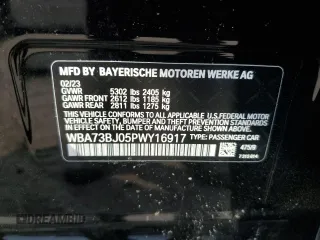 MFD BY BAYERISCHE MOTOREN WERKE AG
02/23
GVWR 5302 lbs 2405 kg
GAWR FRONT 2612 lbs 1185 kg
GAWR REAR 2811 lbs 1275 kg
THIS VEHICLE CONFORMS TO ALL APPLICABLE
FEDERAL MOTOR VEHICLE SAFETY, BUMPER AND THEFT PREVENTION
STANDARDS IN EFFECT ON THE DATE OF MANUFACTURE SHOWN ABOVE.
WBA73BJ05PWY16917 TYPE: PASSENGER CAR
475/9
DREAMBID